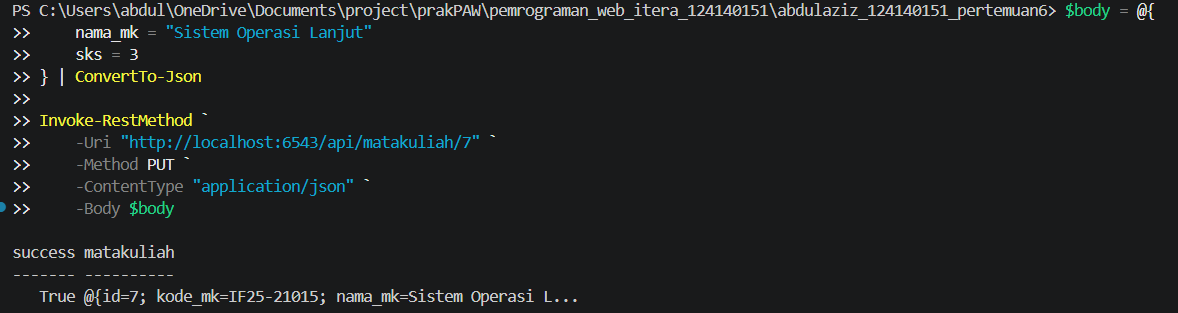 PS C:\Users\abdul\OneDrive\Documents\project\prakPAW\pemrograman_web_itera_124140151\abdulaziz_124140151_pertemuan6> $body = @{
>>     nama_mk = "Sistem Operasi Lanjut"
>>     sks = 3
>> } | ConvertTo-Json
>>
>> Invoke-RestMethod `
>>     -Uri "http://localhost:6543/api/matakuliah/7" `
>>     -Method PUT `
>>     -ContentType "application/json" `
>>     -Body $body
success matakuliah
------- ----------
   True @{id=7; kode_mk=IF25-21015; nama_mk=Sistem Operasi L...